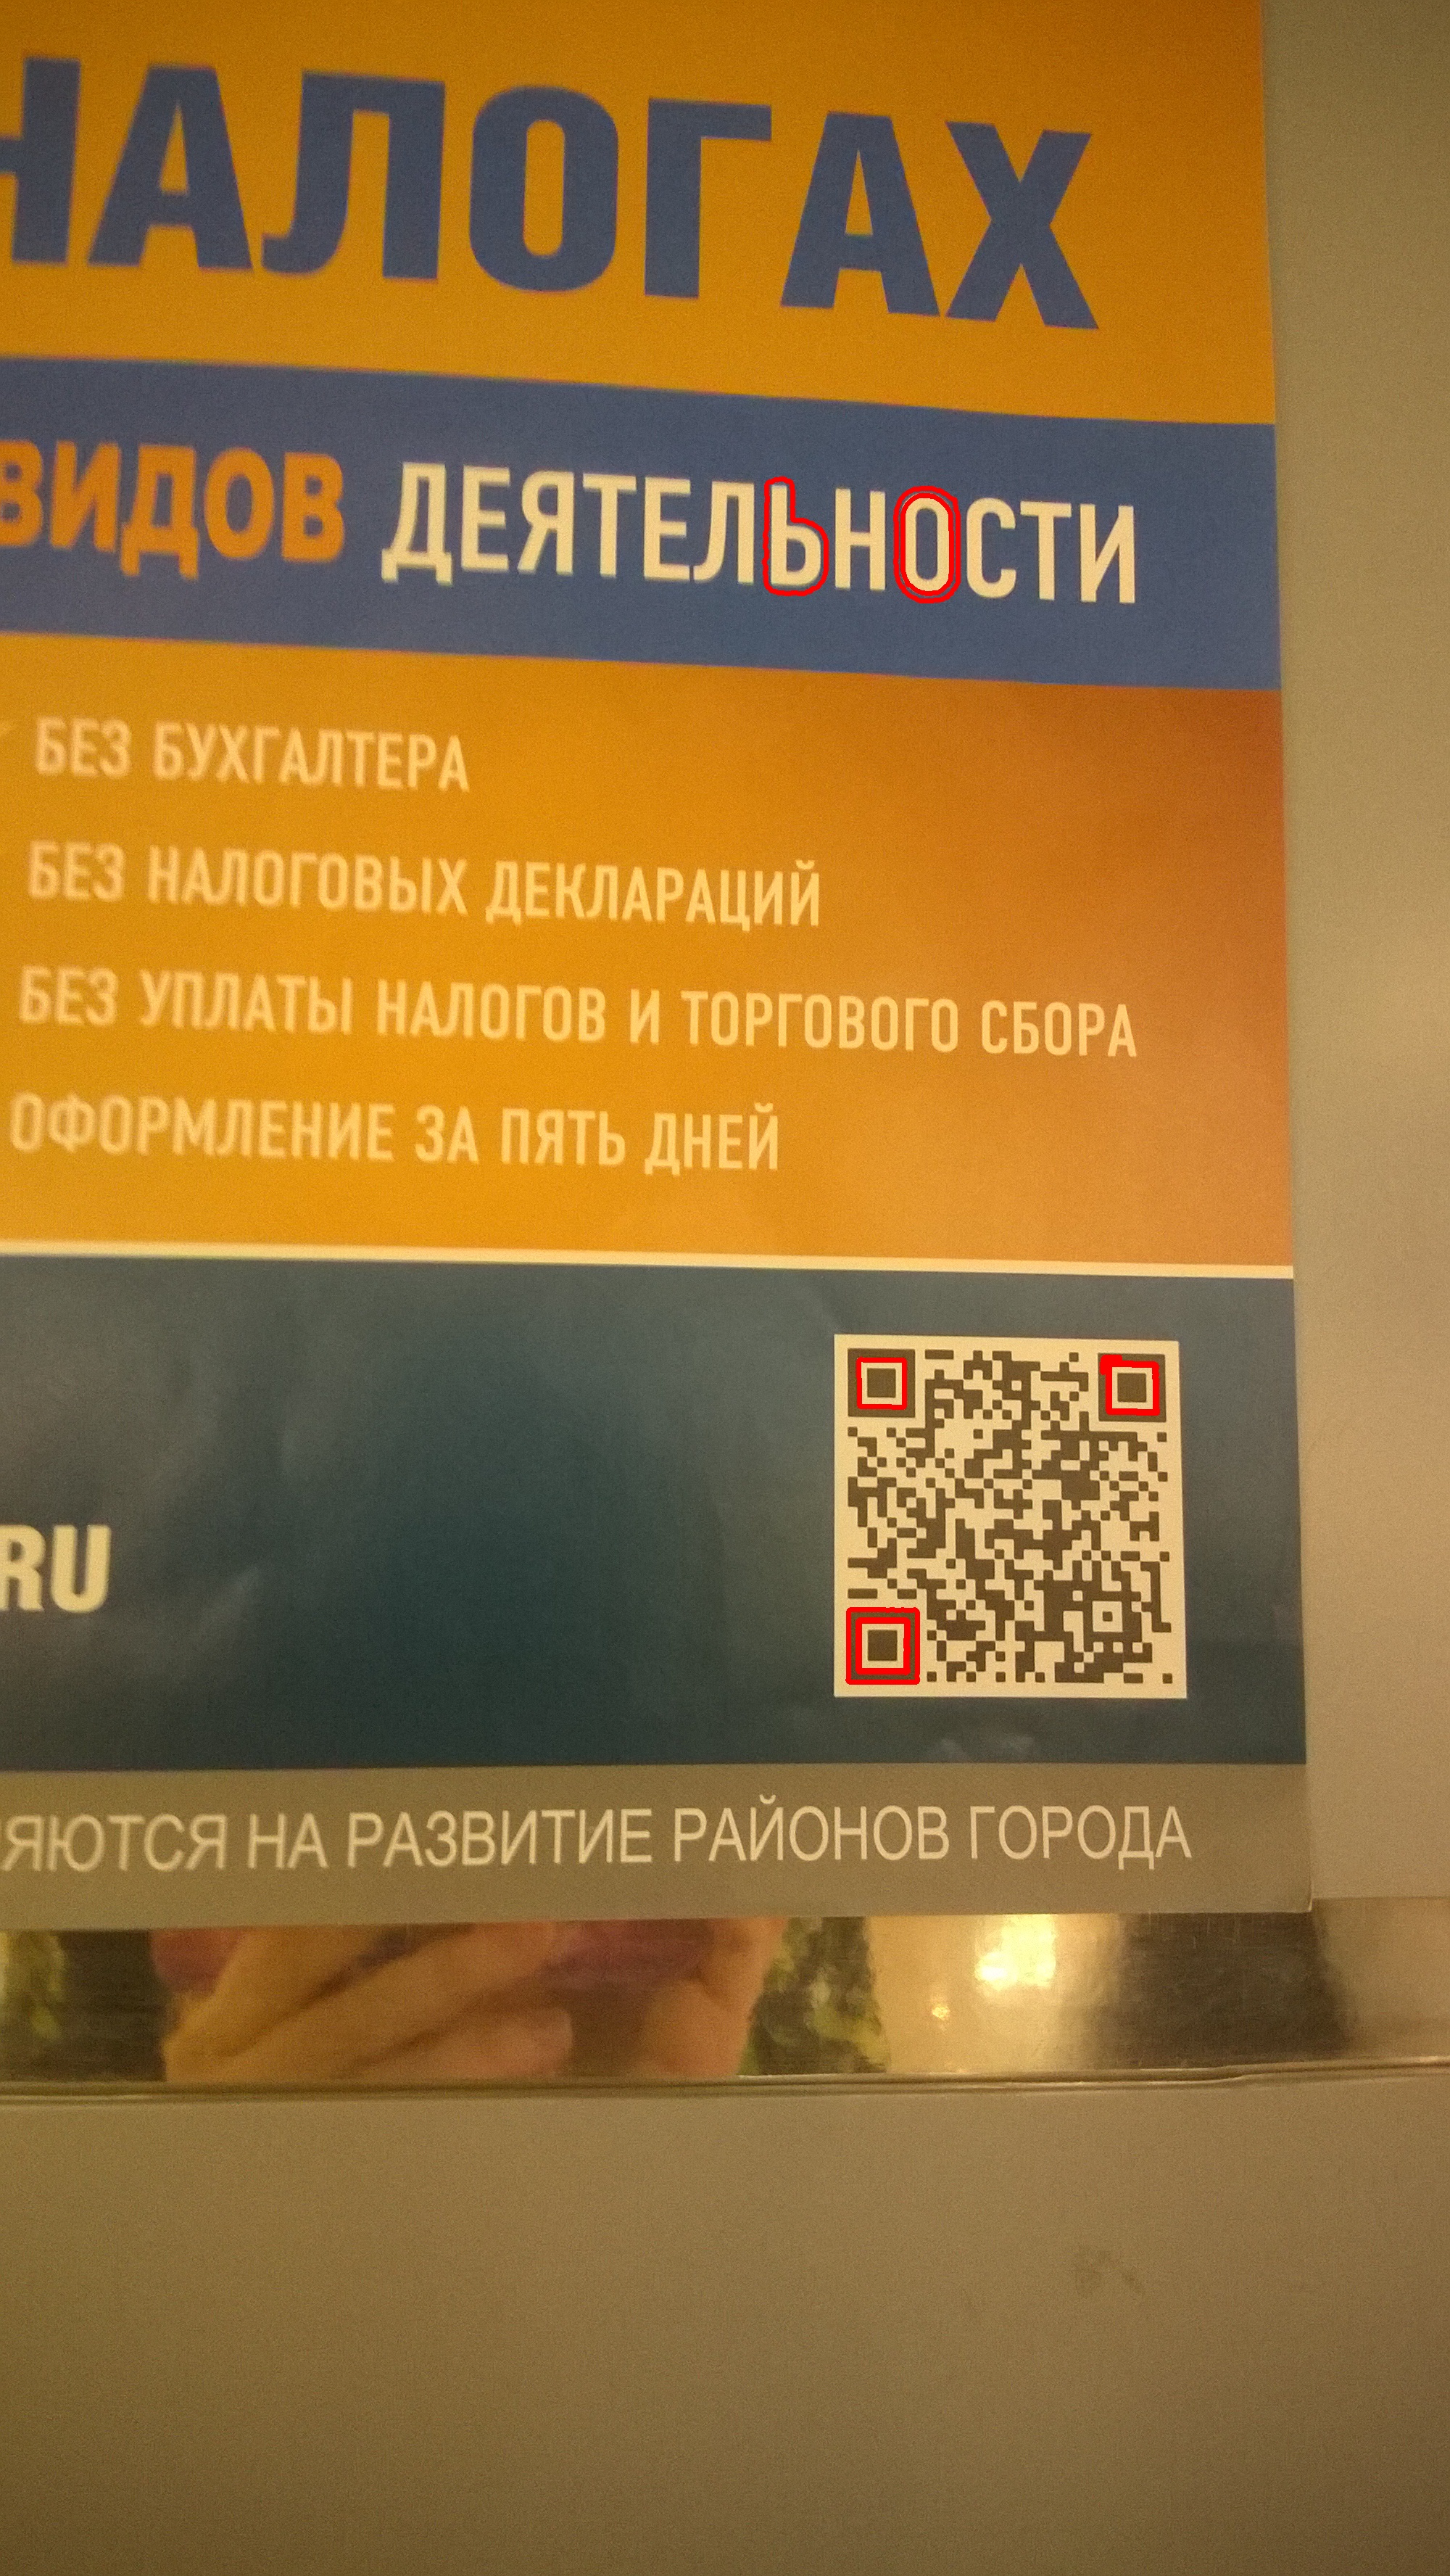 НАЛОГАХ
ВИДОВ ДЕЯТЕЛЬНОСТИ
БЕЗ БУХГАЛТЕРА
БЕЗ НАЛОГОВЫХ ДЕКЛАРАЦИЙ
БЕЗ УПЛАТЫ НАЛОГОВ И ТОРГОВОГО СБОРА
ОФОРМЛЕНИЕ ЗА ПЯТЬ ДНЕЙ
RU
ЯЮТСЯ НА РАЗВИТИЕ РАЙОНОВ ГОРОДА